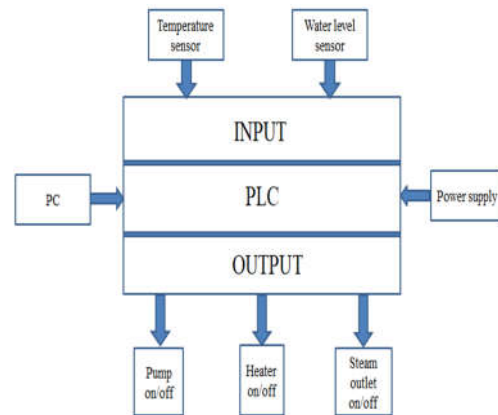 Temperature
sensor
Water level
sensor
INPUT
PC
PLC
Power supply
OUTPUT
Pump
on/off
Heater
on/off
Steam
outlet
on/off